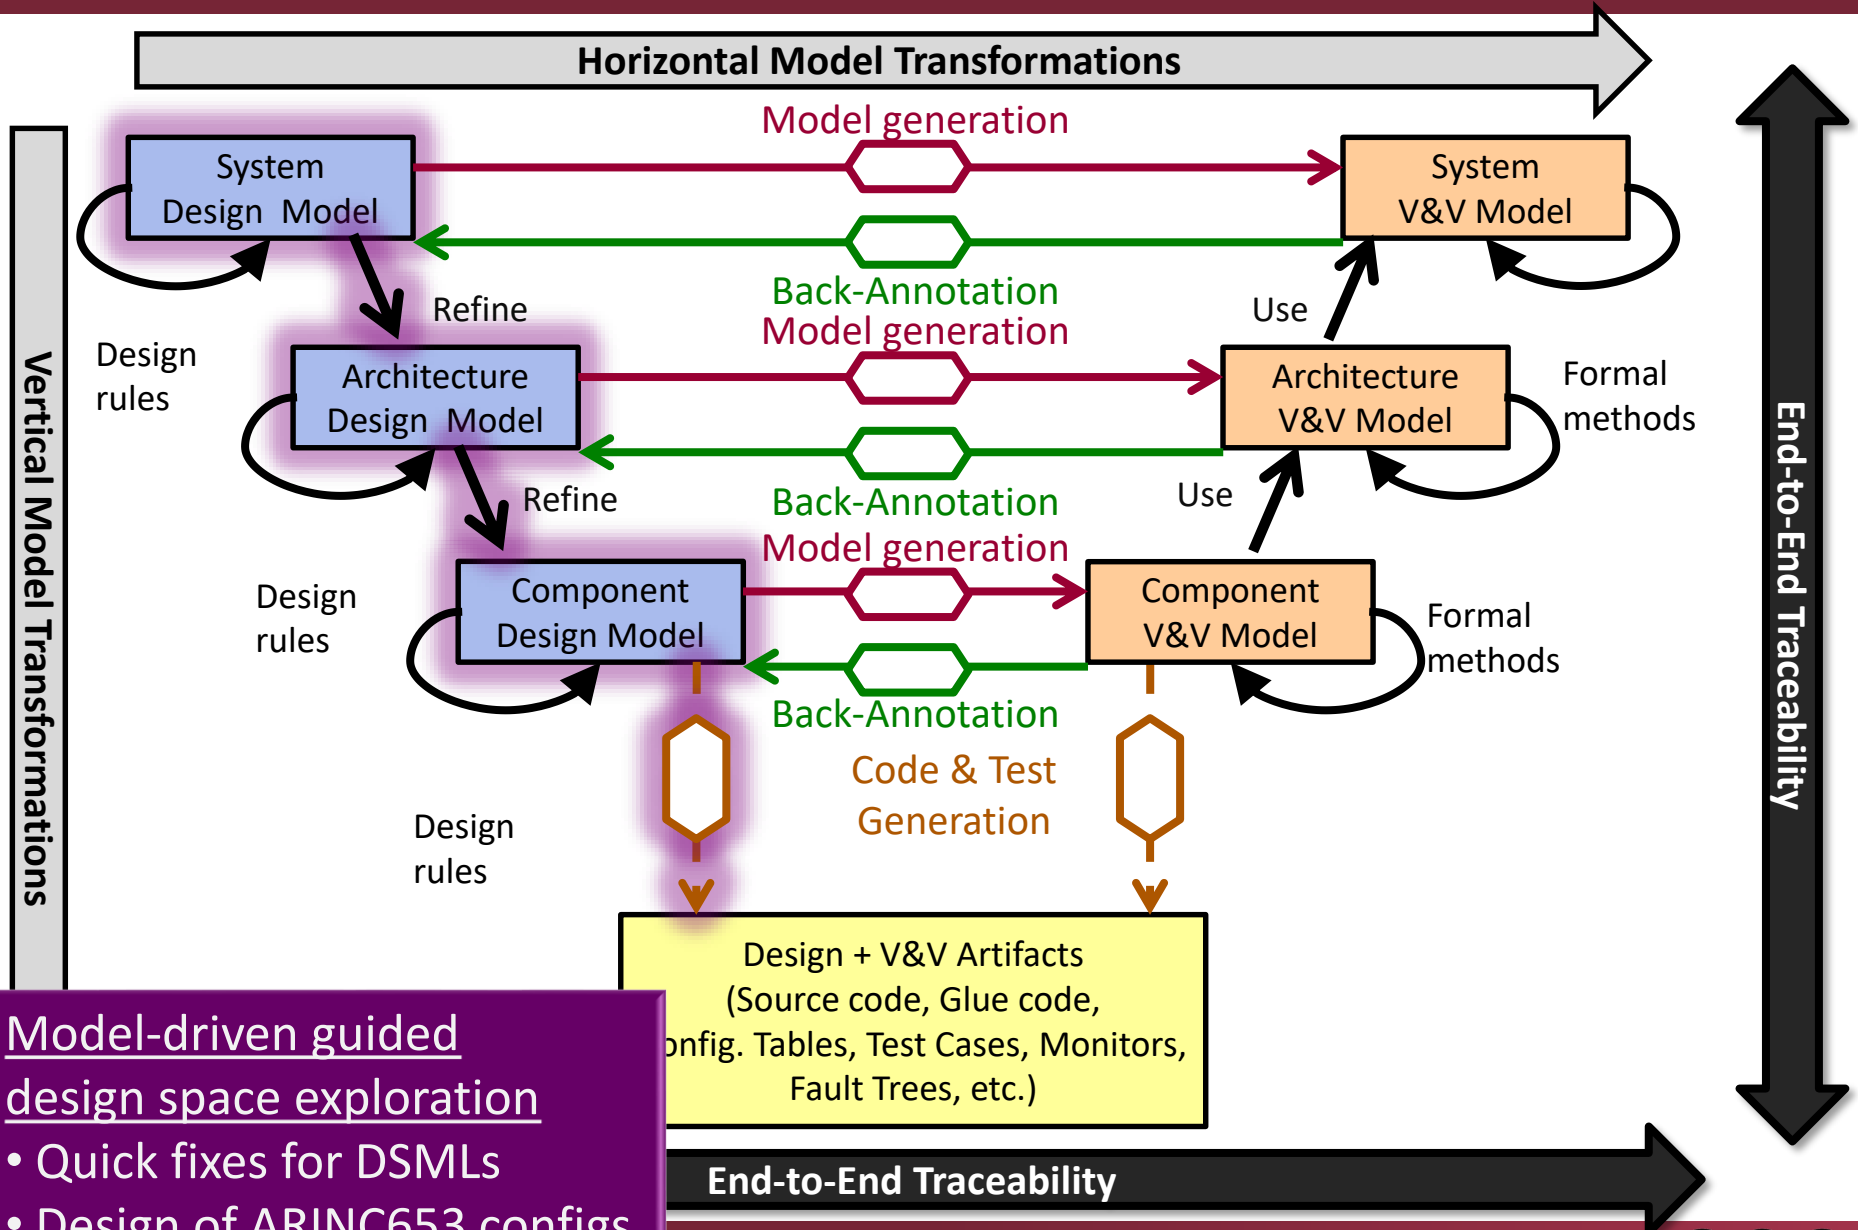 Horizontal Model Transformations
Model generation
System
Design Model
System
V&V Model
Back-Annotation
Refine
Use
Model generation
Design
rules
Architecture
Design Model
Architecture
V&V Model
Formal
methods
Vertical Model Transformations
End-to-End Traceability
Back-Annotation
Refine
Use
Model generation
Design
rules
Component
Design Model
Component
V&V Model
Formal
methods
Back-Annotation
Code & Test
Generation
Design
rules
Design + V&V Artifacts
(Source code, Glue code,
onfig. Tables, Test Cases, Monitors,
Fault Trees, etc.)
Model-driven guided
design space exploration
• Quick fixes for DSMLs
• Design of ARINC653 configs
End-to-End Traceability